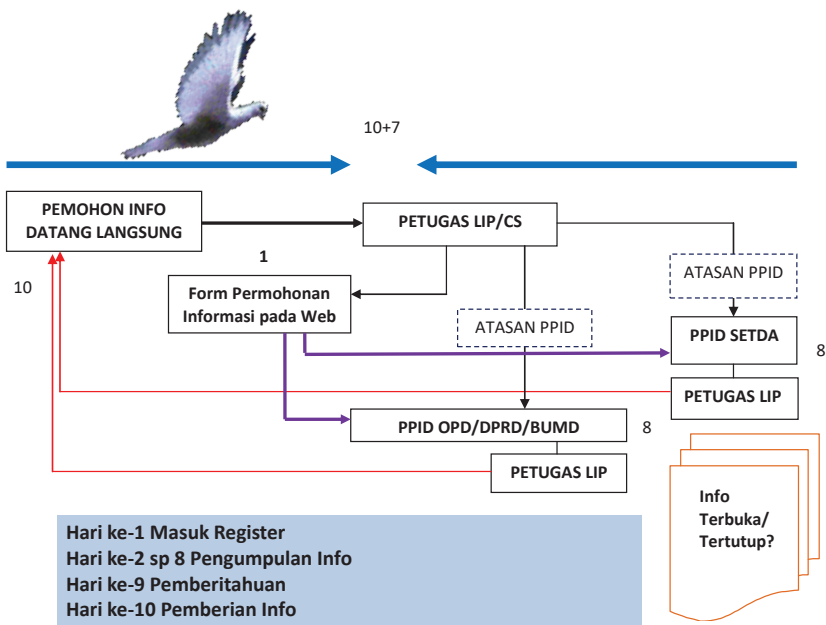 10+7
PEMOHON INFO
DATANG LANGSUNG
PETUGAS LIP/CS
1
10
ATASAN PPID
Form Permohonan
Informasi pada Web
ATASAN PPID
PPID SETDA
8
PETUGAS LIP
PPID OPD/DPRD/BUMD
8
PETUGAS LIP
Info
Terbuka/
Tertutup?
Hari ke-1 Masuk Register
Hari ke-2 sp 8 Pengumpulan Info
Hari ke-9 Pemberitahuan
Hari ke-10 Pemberian Info